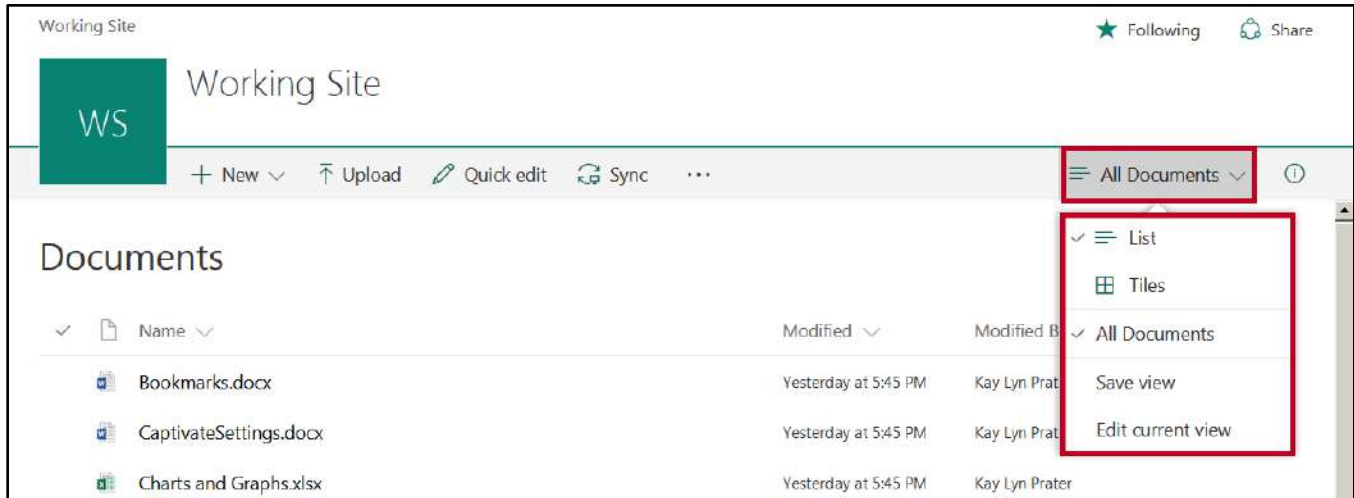 Working Site
Following Share
Working Site
WS
New Upload Quick edit Sync ... All Documents
List
Documents
Tiles
Name Modified Modified B All Documents
Bookmarks.docx Yesterday at 5:45 PM Kay Lyn Prat Save view
CaptivateSettings.docx Yesterday at 5:45 PM Kay Lyn Prat Edit current view
Charts and Graphs.xlsx Yesterday at 5:45 PM Kay Lyn Prater